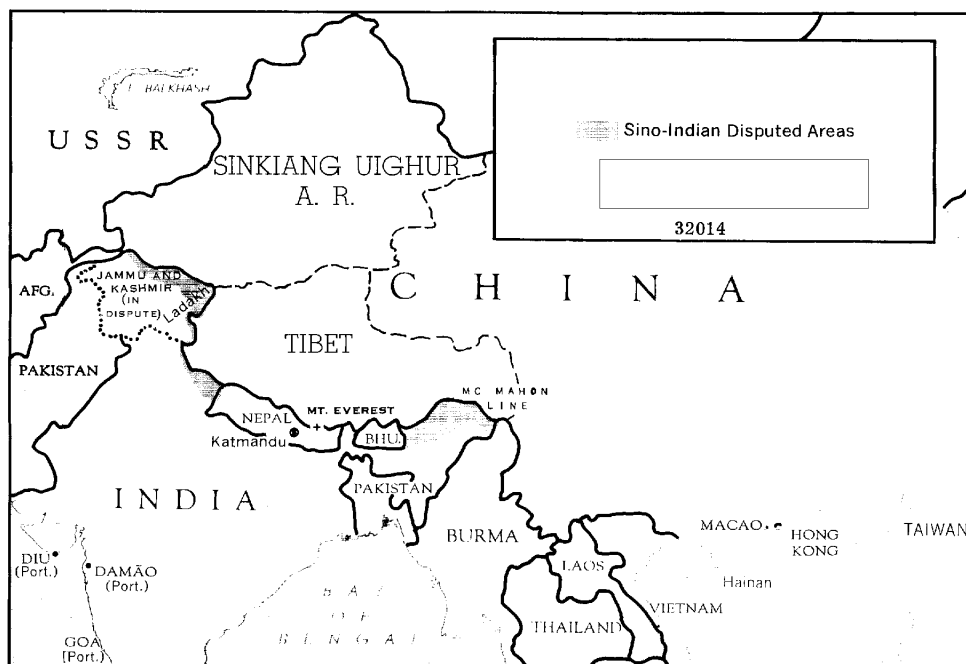 L. BALKHASH
USSR
SINKIANG UIGHUR
A. R.
Sino-Indian Disputed Areas
32014
AFG.
JAMMU AND
KASHMIR
(IN
DISPUTE)
Ladakh
CHINA
TIBET
PAKISTAN
MC MAHON
LINE
MT. EVEREST
NEPAL
Katmandu
BHU.
PAKISTAN
INDIA
BURMA
MACAO
HONG
KONG
TAIWAN
DIU
(Port.)
DAMÃO
(Port.)
LAOS
Hainan
BAY
OF
BENGAL
VIETNAM
THAILAND
GOA
(Port.)